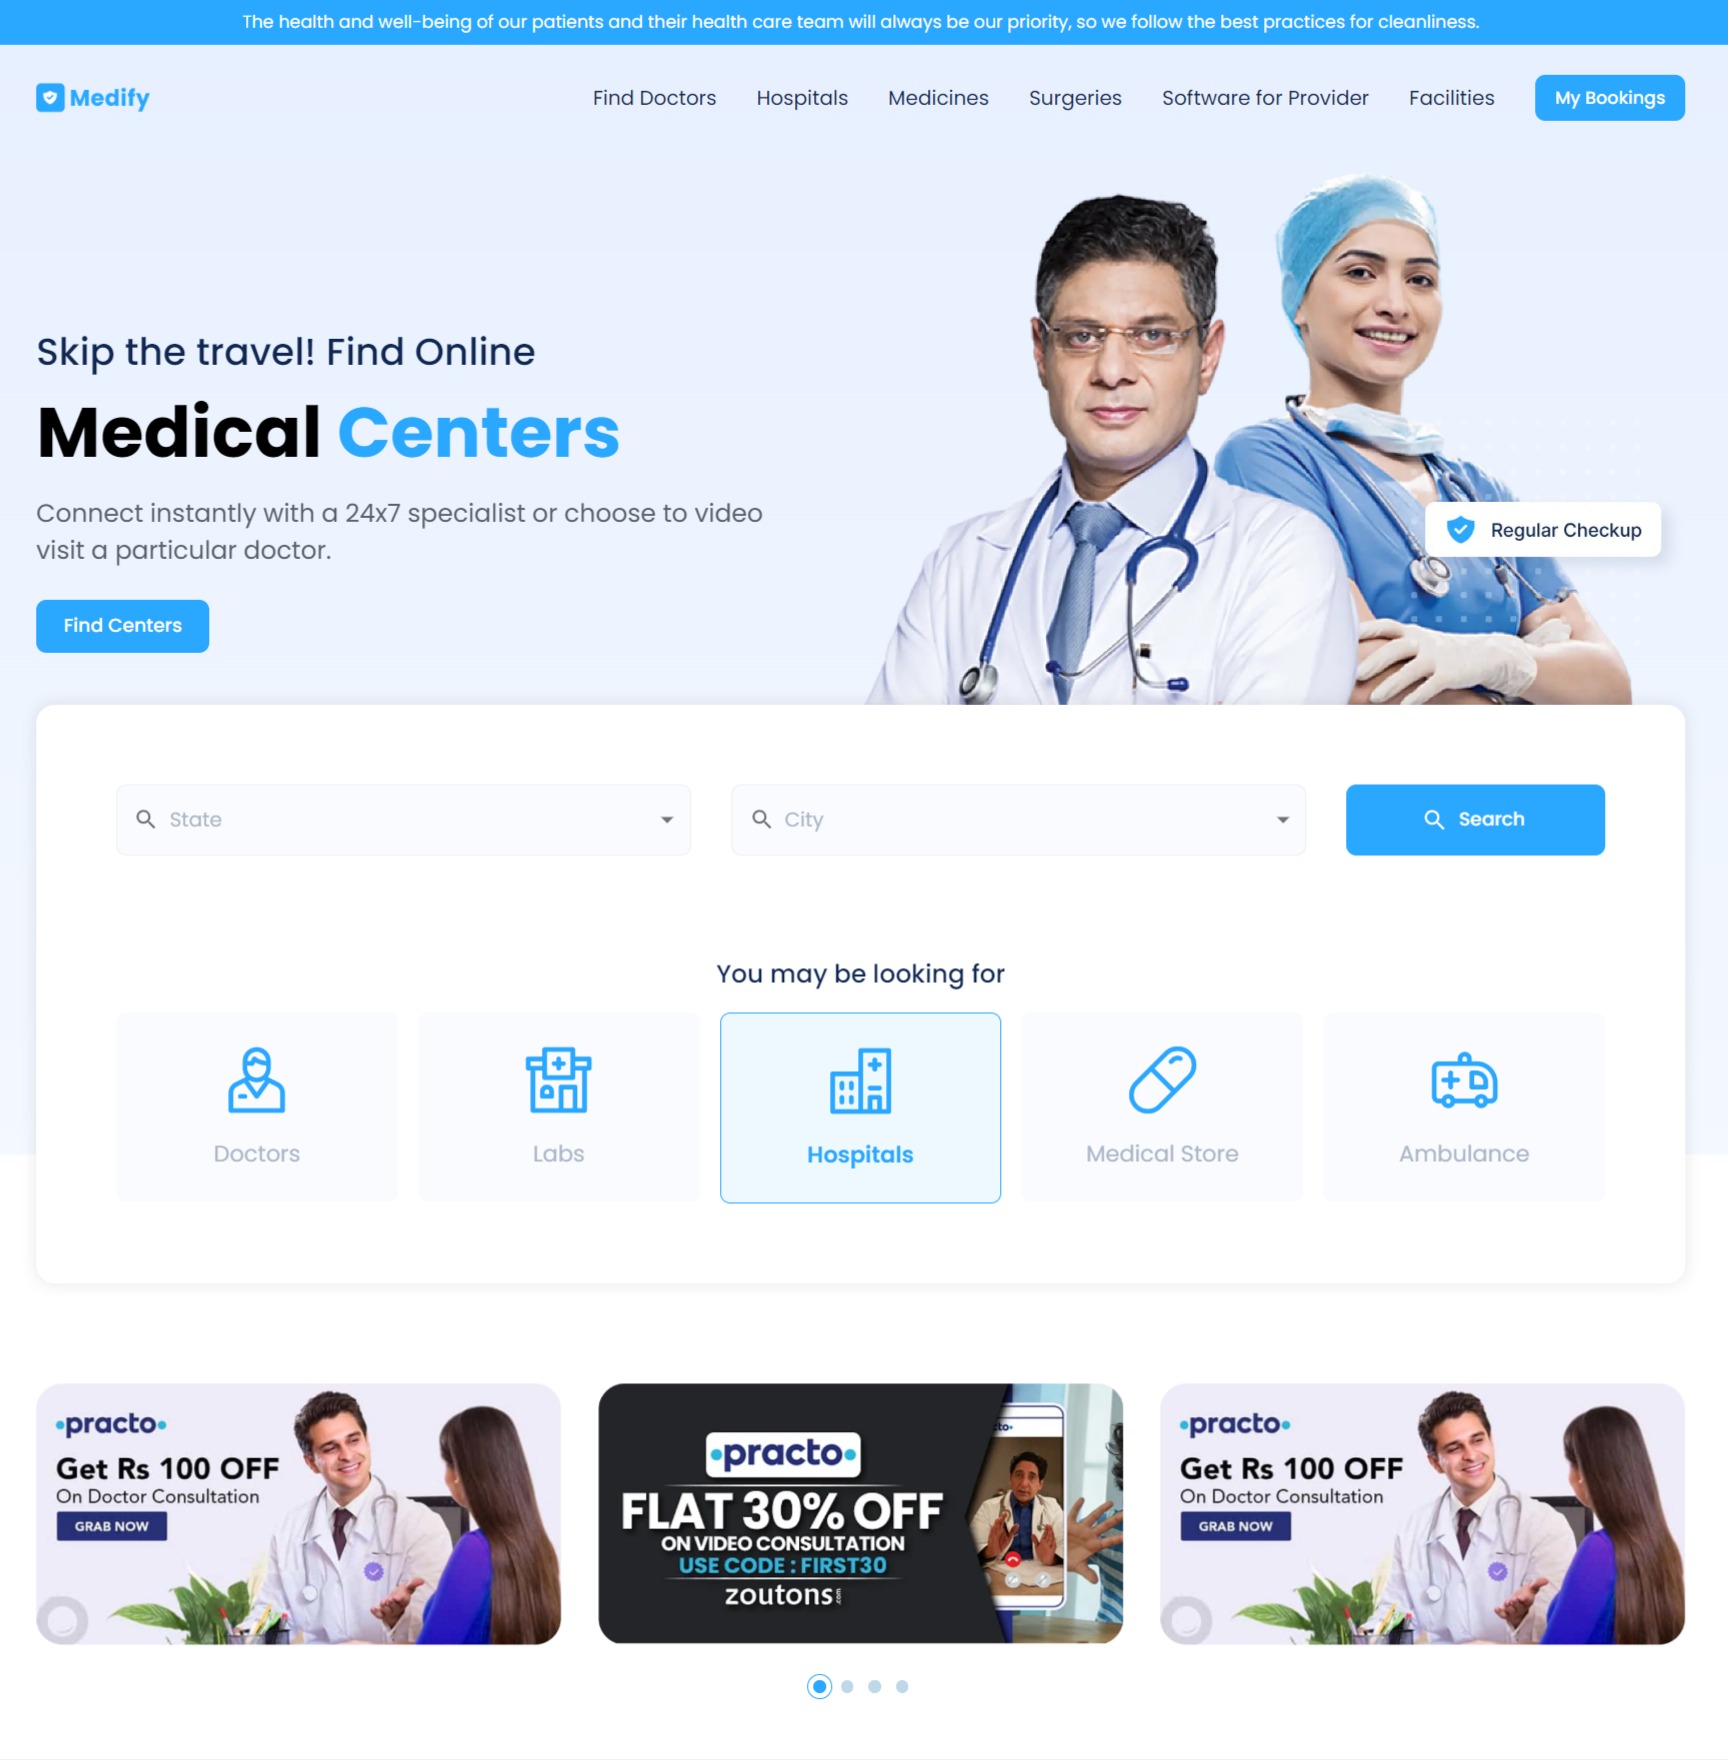 The health and well-being of our patients and their health care team will always be our priority, so we follow the best practices for cleanliness.
Medify
Find Doctors
Hospitals
Medicines
Surgeries
Software for Provider
Facilities
My Bookings
Skip the travel! Find Online
Medical Centers
Connect instantly with a 24x7 specialist or choose to video
visit a particular doctor.
Find Centers
Regular Checkup
State
City
Search
You may be looking for
Doctors
Labs
Hospitals
Medical Store
Ambulance
•practo•
Get Rs 100 OFF
On Doctor Consultation
GRAB NOW
•practo•
FLAT 30% OFF
ON VIDEO CONSULTATION
USE CODE : FIRST30
zoutons
•practo•
Get Rs 100 OFF
On Doctor Consultation
GRAB NOW